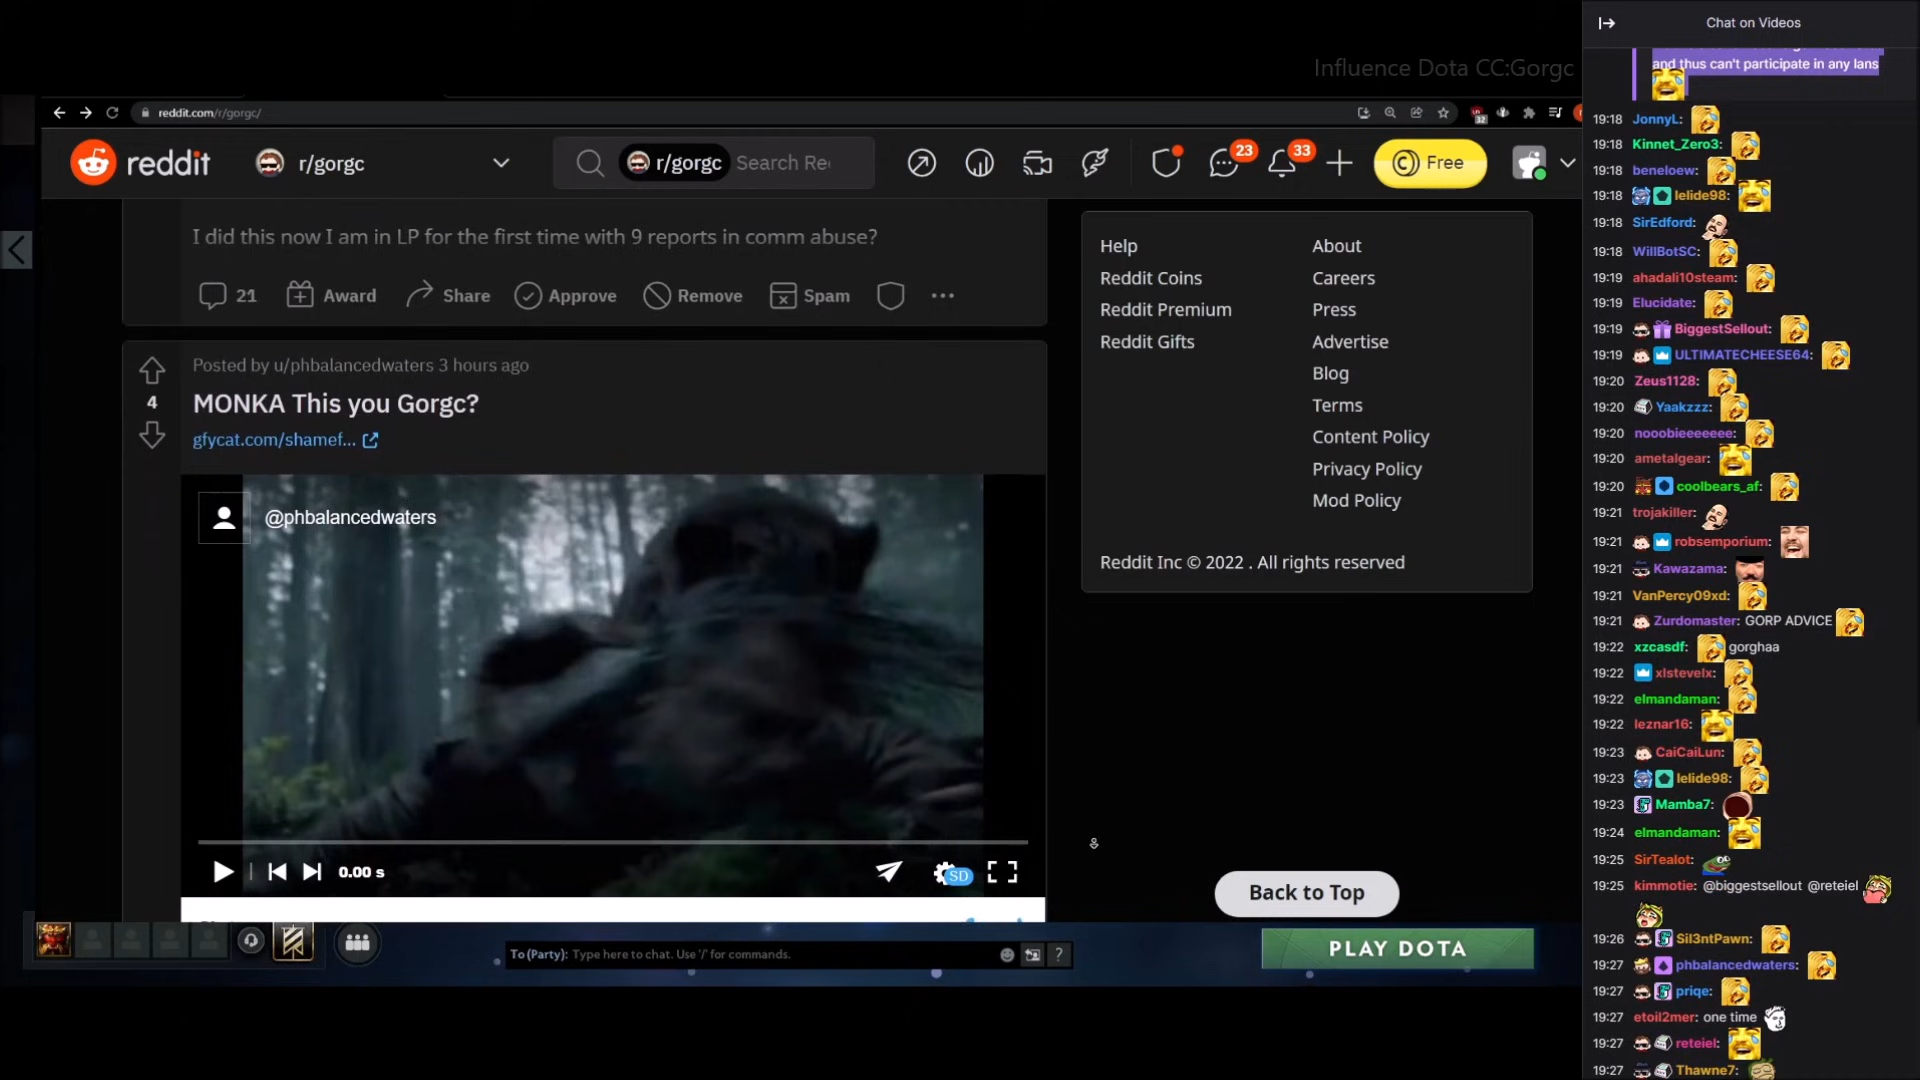 Influence Dota CC:Gorgc
reddit.com/r/gorgc/
32
reddit
r/gorgc
r/gorgc
Search Re
23
33
Free
I did this now I am in LP for the first time with 9 reports in comm abuse?
21
Award
Share
Approve
Remove
Spam
4
Posted by u/phbalancedwaters 3 hours ago
MONKA This you Gorgc?
gfycat.com/shamef...
@phbalancedwaters
0.00 s
SD
Help
Reddit Coins
Reddit Premium
Reddit Gifts
About
Careers
Press
Advertise
Blog
Terms
Content Policy
Privacy Policy
Mod Policy
Reddit Inc © 2022 . All rights reserved
Back to Top
To (Party): Type here to chat. Use '/' for commands.
?
PLAY DOTA
Chat on Videos
and thus can't participate in any lans
19:18 JonnyL:
19:18 Kinnet_Zero3:
19:18 beneloew:
19:18 lelide98:
19:18 SirEdford:
19:18 WillBotSC:
19:19 ahadali10steam:
19:19 Elucidate:
19:19 BiggestSellout:
19:19 ULTIMATECHEESE64:
19:20 Zeus1128:
19:20 Yaakzzz:
19:20 nooobieeeeeee:
19:20 ametalgear:
19:20 coolbears_af:
19:21 trojakiller:
19:21 robsemporium:
19:21 Kawazama:
19:21 VanPercy09xd:
19:21 Zurdomaster: GORP ADVICE
19:22 xzcasdf: gorghaa
19:22 xlstevelx:
19:22 elmandaman:
19:22 leznar16:
19:23 CaiCaiLun:
19:23 lelide98:
19:23 Mamba7:
19:24 elmandaman:
19:25 SirTealot:
19:25 kimmotie: @biggestsellout @reteiel
19:26 Sil3ntPawn:
19:27 phbalancedwaters:
19:27 priqe:
19:27 etoil2mer: one time
19:27 reteiel:
19:27 Thawne7: